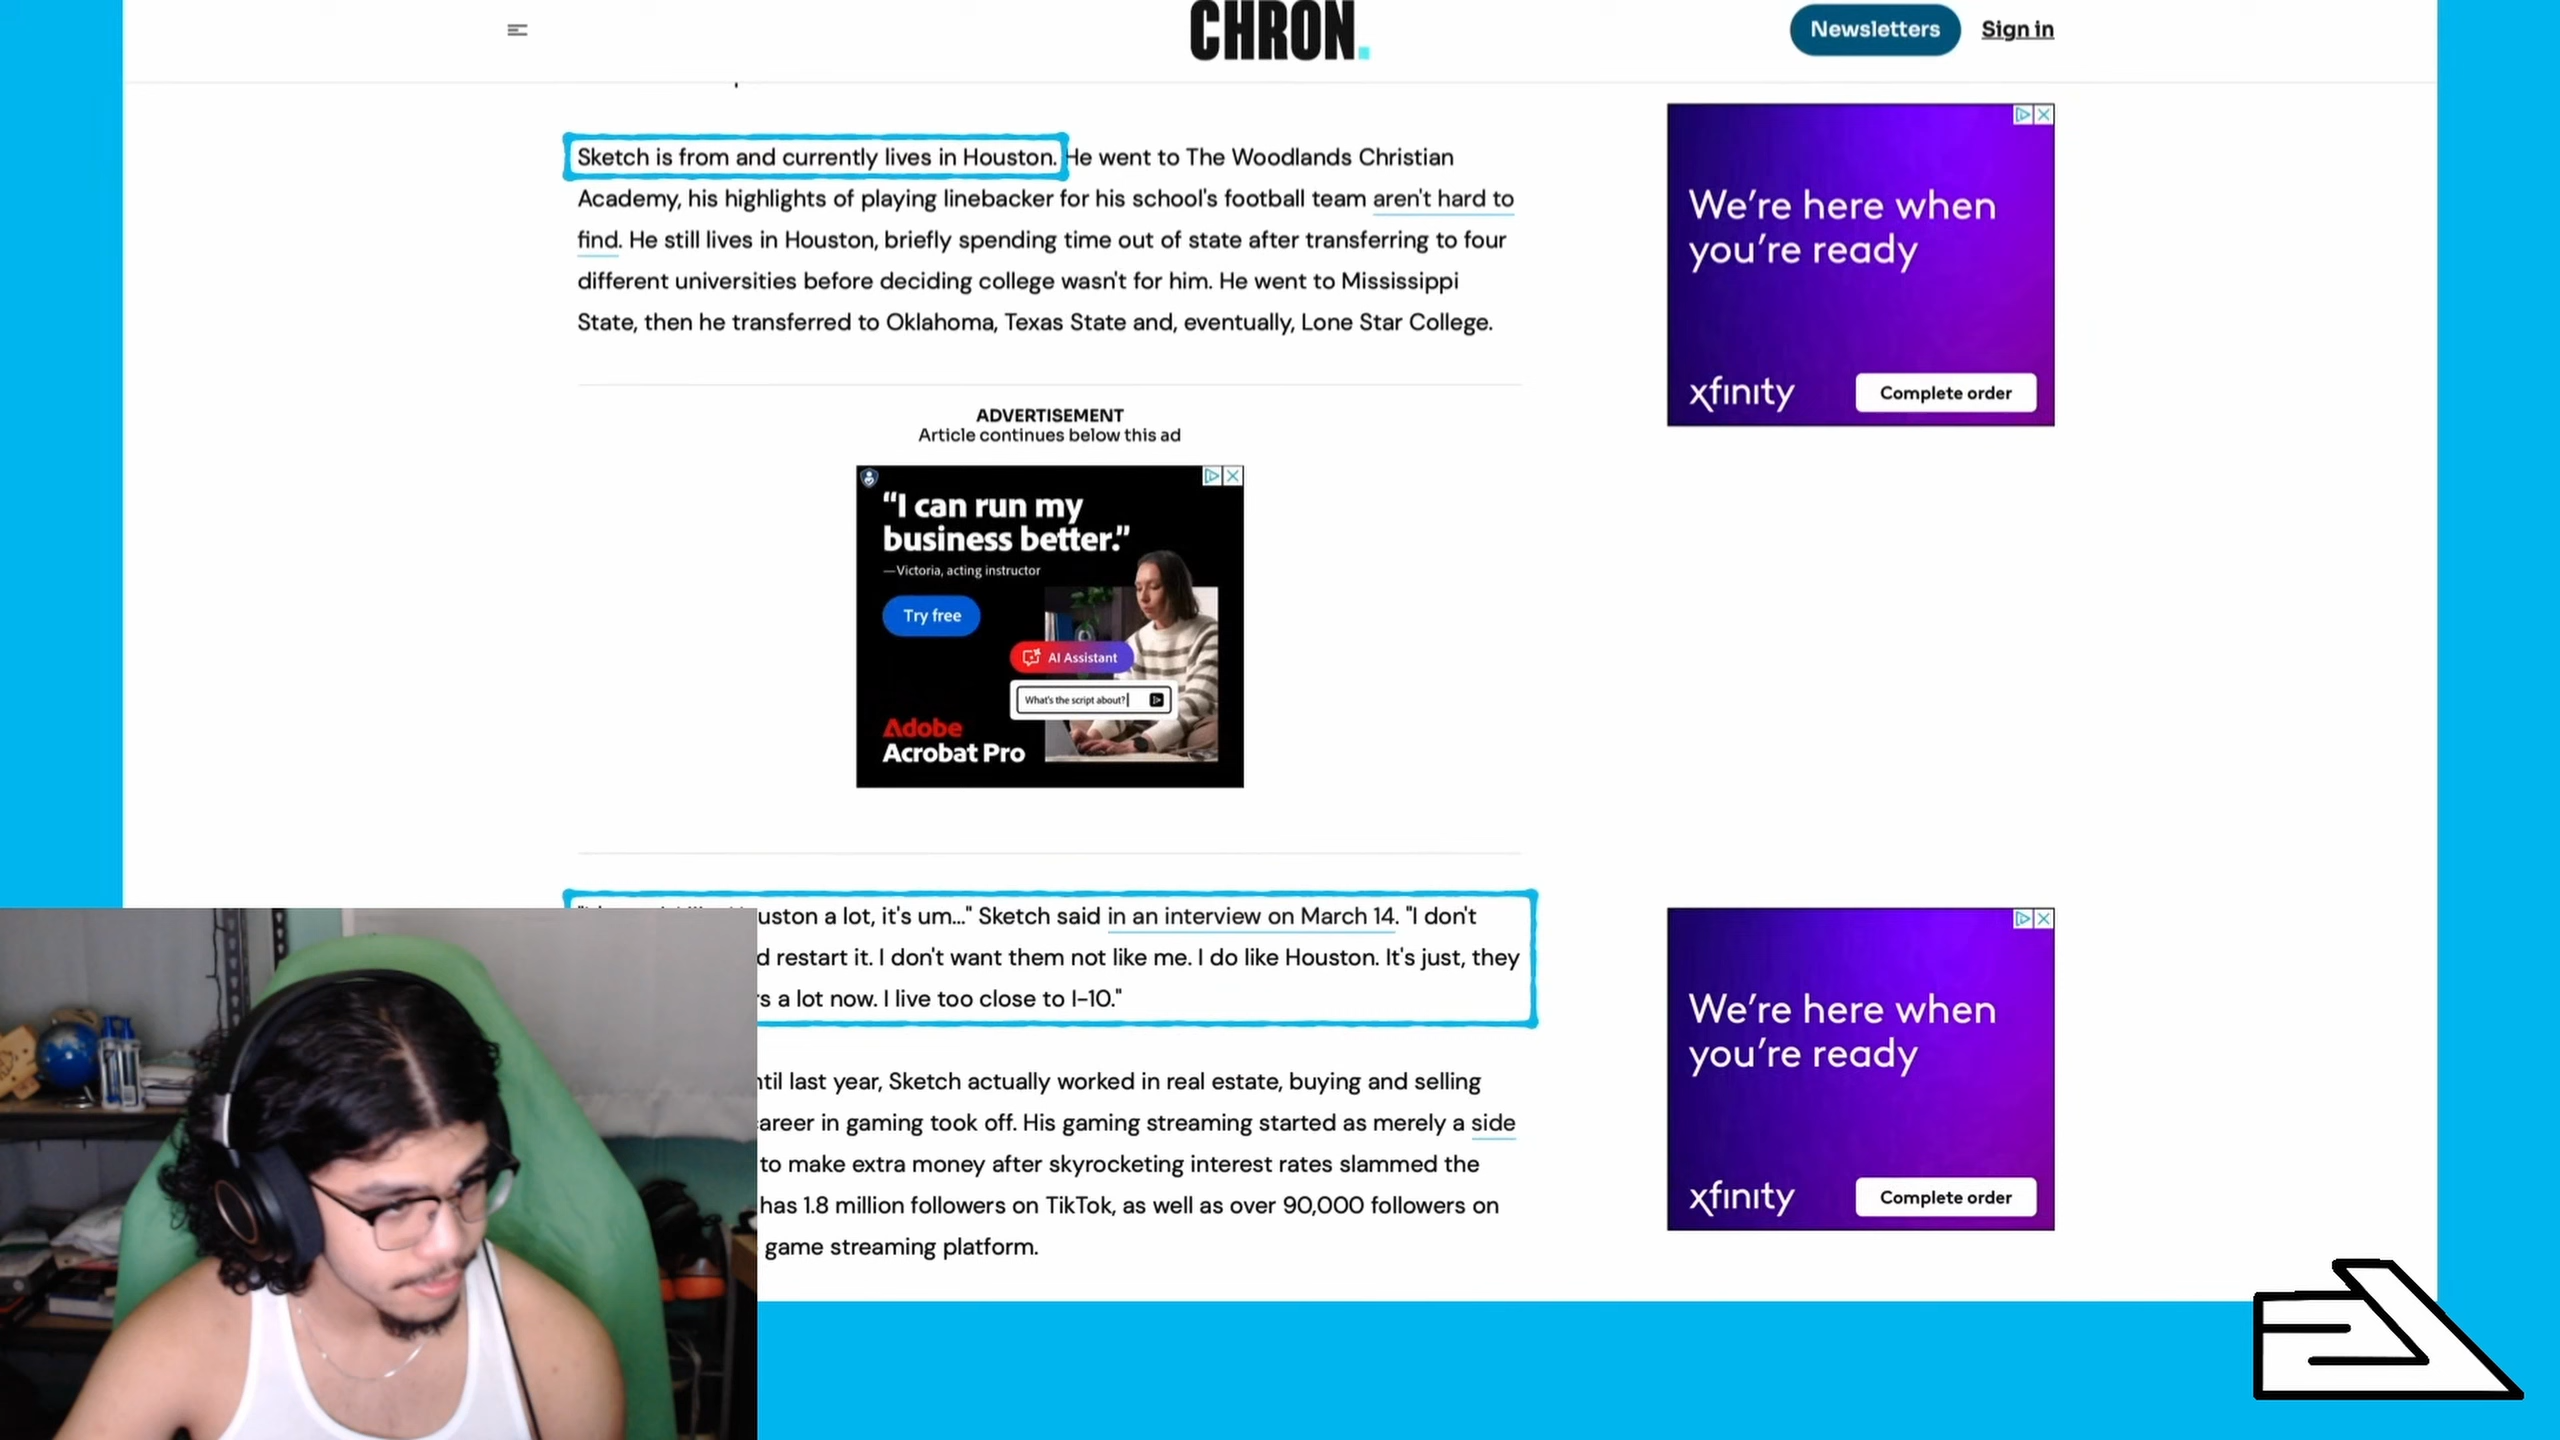 CHRON.
Newsletters
Sign in
Sketch is from and currently lives in Houston. He went to The Woodlands Christian
Academy, his highlights of playing linebacker for his school's football team aren't hard to
find. He still lives in Houston, briefly spending time out of state after transferring to four
different universities before deciding college wasn't for him. He went to Mississippi
State, then he transferred to Oklahoma, Texas State and, eventually, Lone Star College.
We're here when
you're ready
xfinity
Complete order
ADVERTISEMENT
Article continues below this ad
“I can run my
business better.”
—Victoria, acting instructor
Try free
AI Assistant
What's the script about?
Adobe
Acrobat Pro
a lot, it's um..." Sketch said in an interview on March 14. "I don't
restart it. I don't want them not like me. I do like Houston. It's just, they
a lot now. I live too close to I-10."
last year, Sketch actually worked in real estate, buying and selling
in gaming took off. His gaming streaming started as merely a side
to make extra money after skyrocketing interest rates slammed the
has 1.8 million followers on TikTok, as well as over 90,000 followers on
game streaming platform.
We're here when
you're ready
xfinity
Complete order